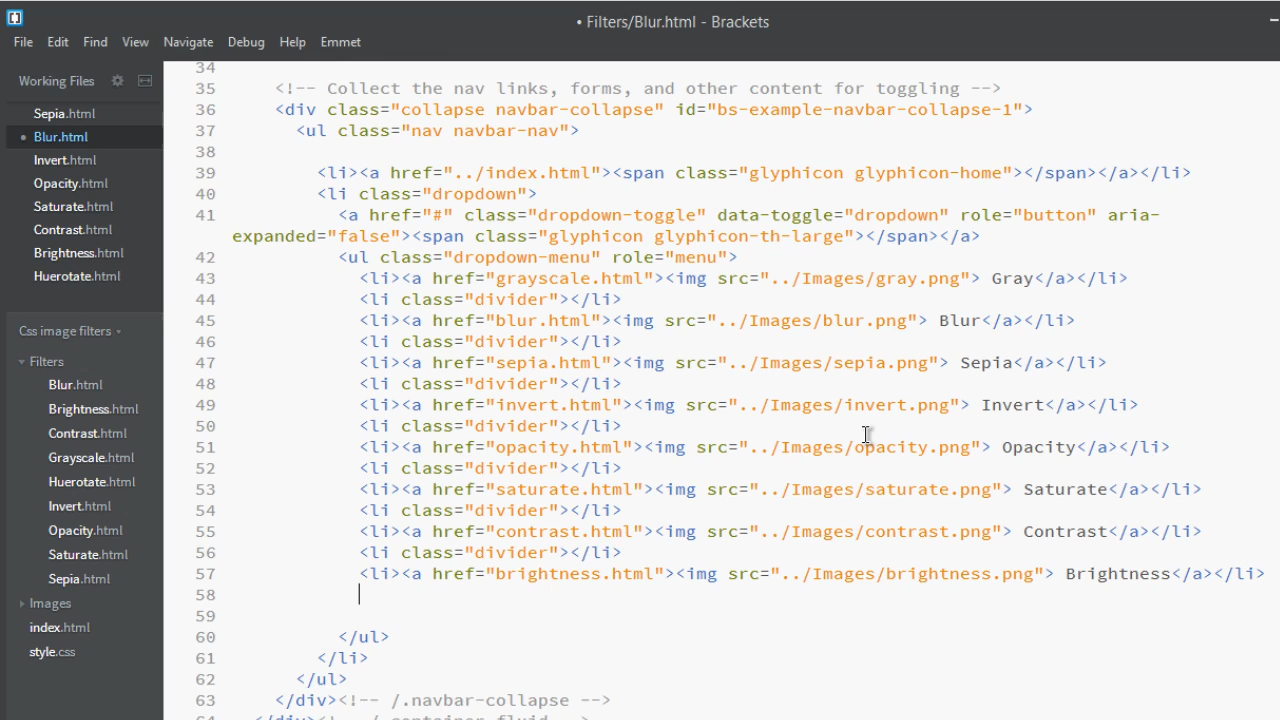 • Filters/Blur.html - Brackets
File Edit Find View Navigate Debug Help Emmet
Working Files
Sepia.html
• Blur.html
Invert.html
Opacity.html
Saturate.html
Contrast.html
Brightness.html
Huerotate.html
Css image filters
Filters
Blur.html
Brightness.html
Contrast.html
Grayscale.html
Huerotate.html
Invert.html
Opacity.html
Saturate.html
Sepia.html
Images
index.html
style.css
34
35 <!-- Collect the nav links, forms, and other content for toggling -->
36 <div class="collapse navbar-collapse" id="bs-example-navbar-collapse-1">
37 <ul class="nav navbar-nav">
38
39 <li><a href="../index.html"><span class="glyphicon glyphicon-home"></span></a></li>
40 <li class="dropdown">
41 <a href="#" class="dropdown-toggle" data-toggle="dropdown" role="button" aria-
expanded="false"><span class="glyphicon glyphicon-th-large"></span></a>
42 <ul class="dropdown-menu" role="menu">
43 <li><a href="grayscale.html"><img src="../Images/gray.png"> Gray</a></li>
44 <li class="divider"></li>
45 <li><a href="blur.html"><img src="../Images/blur.png"> Blur</a></li>
46 <li class="divider"></li>
47 <li><a href="sepia.html"><img src="../Images/sepia.png"> Sepia</a></li>
48 <li class="divider"></li>
49 <li><a href="invert.html"><img src="../Images/invert.png"> Invert</a></li>
50 <li class="divider"></li>
51 <li><a href="opacity.html"><img src="../Images/opacity.png"> Opacity</a></li>
52 <li class="divider"></li>
53 <li><a href="saturate.html"><img src="../Images/saturate.png"> Saturate</a></li>
54 <li class="divider"></li>
55 <li><a href="contrast.html"><img src="../Images/contrast.png"> Contrast</a></li>
56 <li class="divider"></li>
57 <li><a href="brightness.html"><img src="../Images/brightness.png"> Brightness</a></li>
58
59
60 </ul>
61 </li>
62 </ul>
63 </div><!-- /.navbar-collapse -->